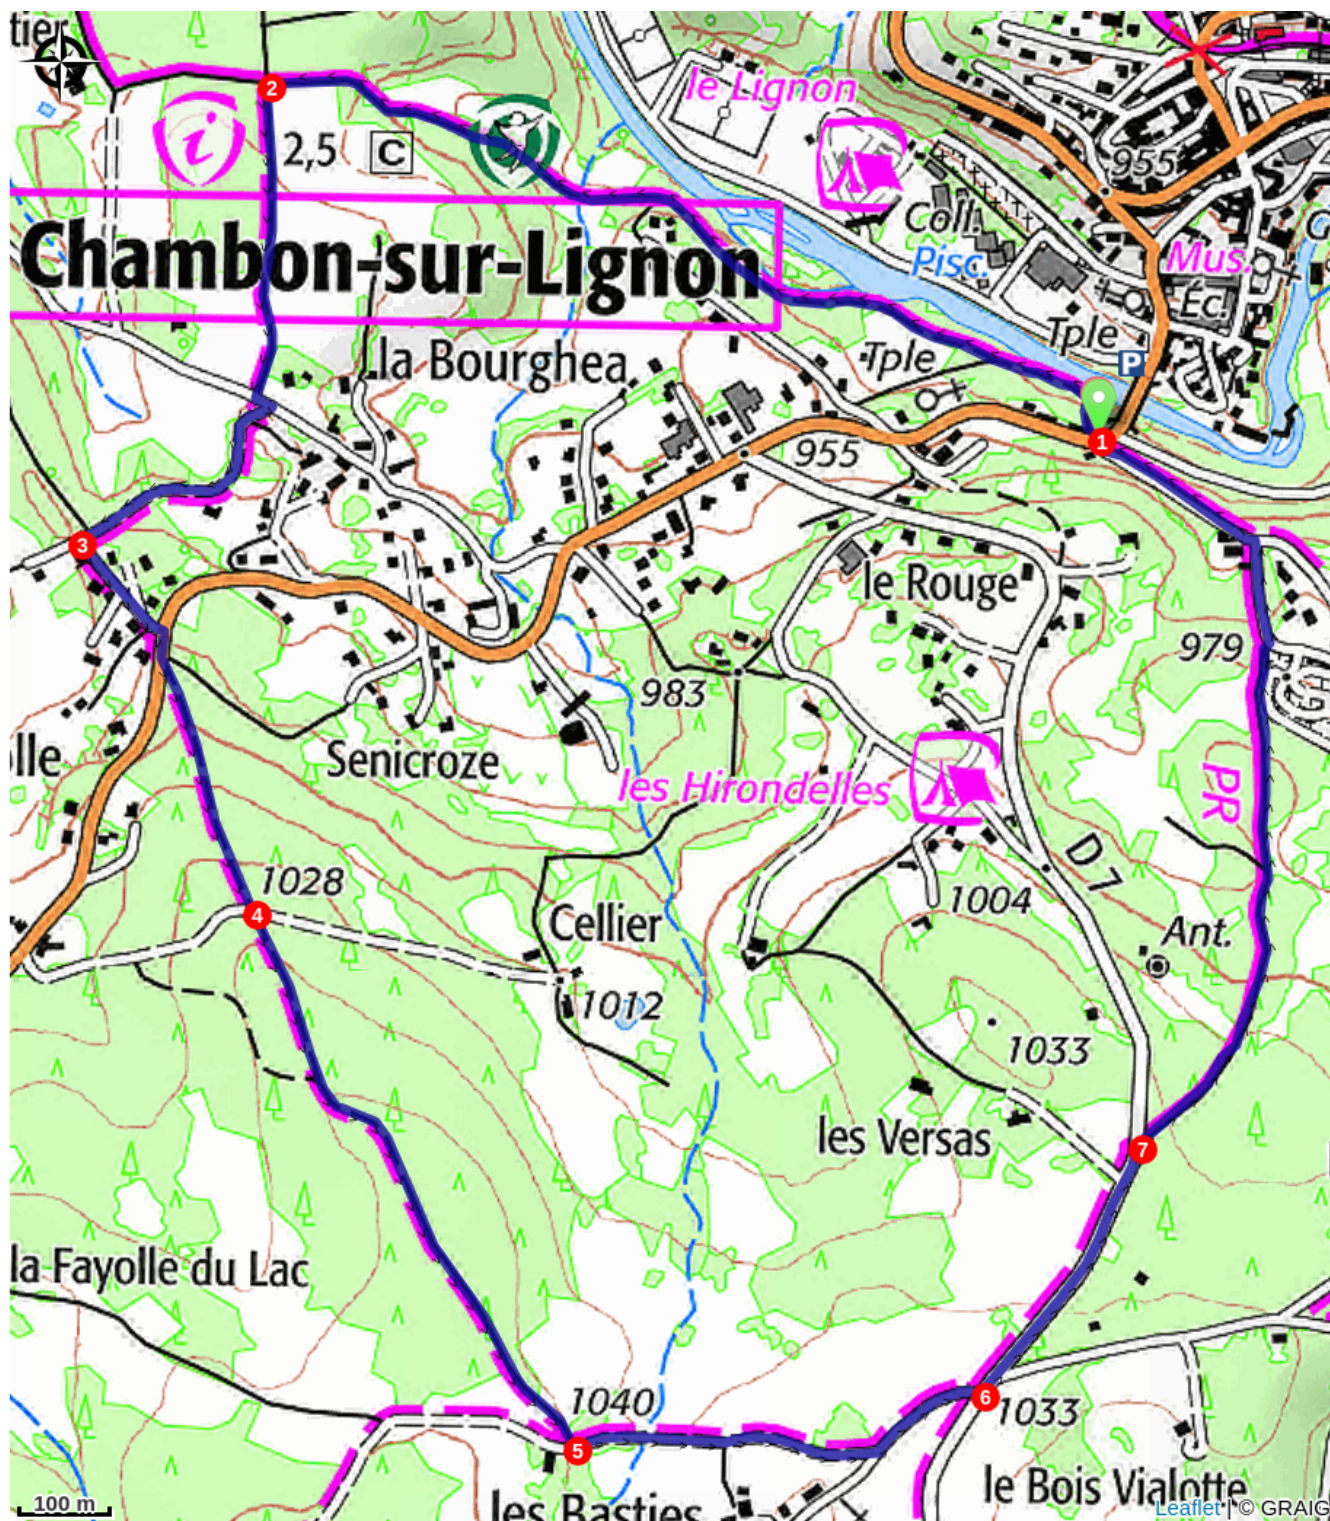 tier
le Lignon
2
2,5 C
955
Coll.
Pisc.
Mus.
Éc.
Chambon-sur-Lignon
Tple
P
la Bourghea
Tple
1
955
3
le Rouge
979
983
Senicroze
olle
les Hirondelles
PR
D 7
1028
4
1004
Cellier
Ant.
1012
1033
les Versas
7
la Fayolle du Lac
1040
6
1033
5
le Bois Vialotte
100 m
les Basties
Leaflet | © GRAIG